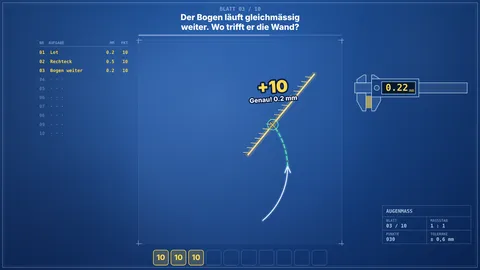 BLATT 03 / 10
Der Bogen läuft gleichmässig
weiter. Wo trifft er die Wand?
NR AUFGABE MM PKT
01 Lot 0.2 10
02 Rechteck 0.5 10
03 Bogen weiter 0.2 10
04 - - -
05 - - -
06 - - -
07 - - -
08 - - -
09 - - -
10 - - -
+10
Genau! 0.2 mm
0.22
AUGENMASS
BLATT MASSSTAB
03 / 10 1 : 1
PUNKTE TOLERANZ
030 ± 0,6 mm
10 10 10